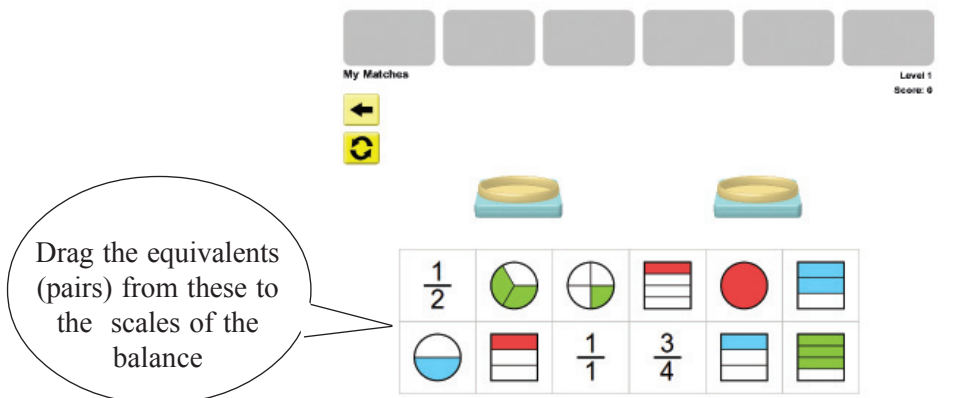 My Matches
Level 1
Score: 0
Drag the equivalents
(pairs) from these to
the scales of the
balance
1
2
1
1
3
4